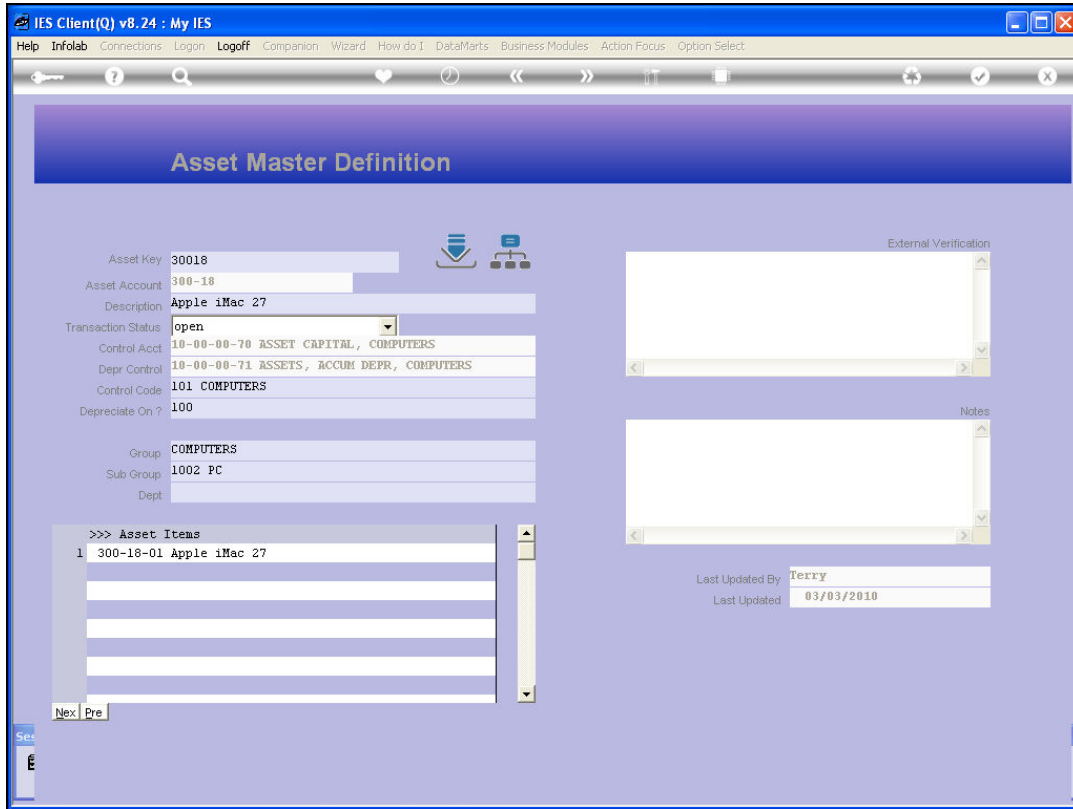 IES Client(Q) v8.24 : My IES
Help Infolab Connections Logon Logoff Companion Wizard How do I DataMarts Business Modules Action Focus Option Select
Asset Master Definition
External Verification
Asset Key 30018
Asset Account 300-18
Description Apple iMac 27
Transaction Status open
Control Acct 10-00-00-70 ASSET CAPITAL, COMPUTERS
Depr Control 10-00-00-71 ASSETS, ACCUM DEPR, COMPUTERS
Control Code 101 COMPUTERS
Depreciate On ? 100
Notes
Group COMPUTERS
Sub Group 1002 PC
Dept
>>> Asset Items
1 300-18-01 Apple iMac 27
Last Updated By Terry
Last Updated 03/03/2010
Nex Pre